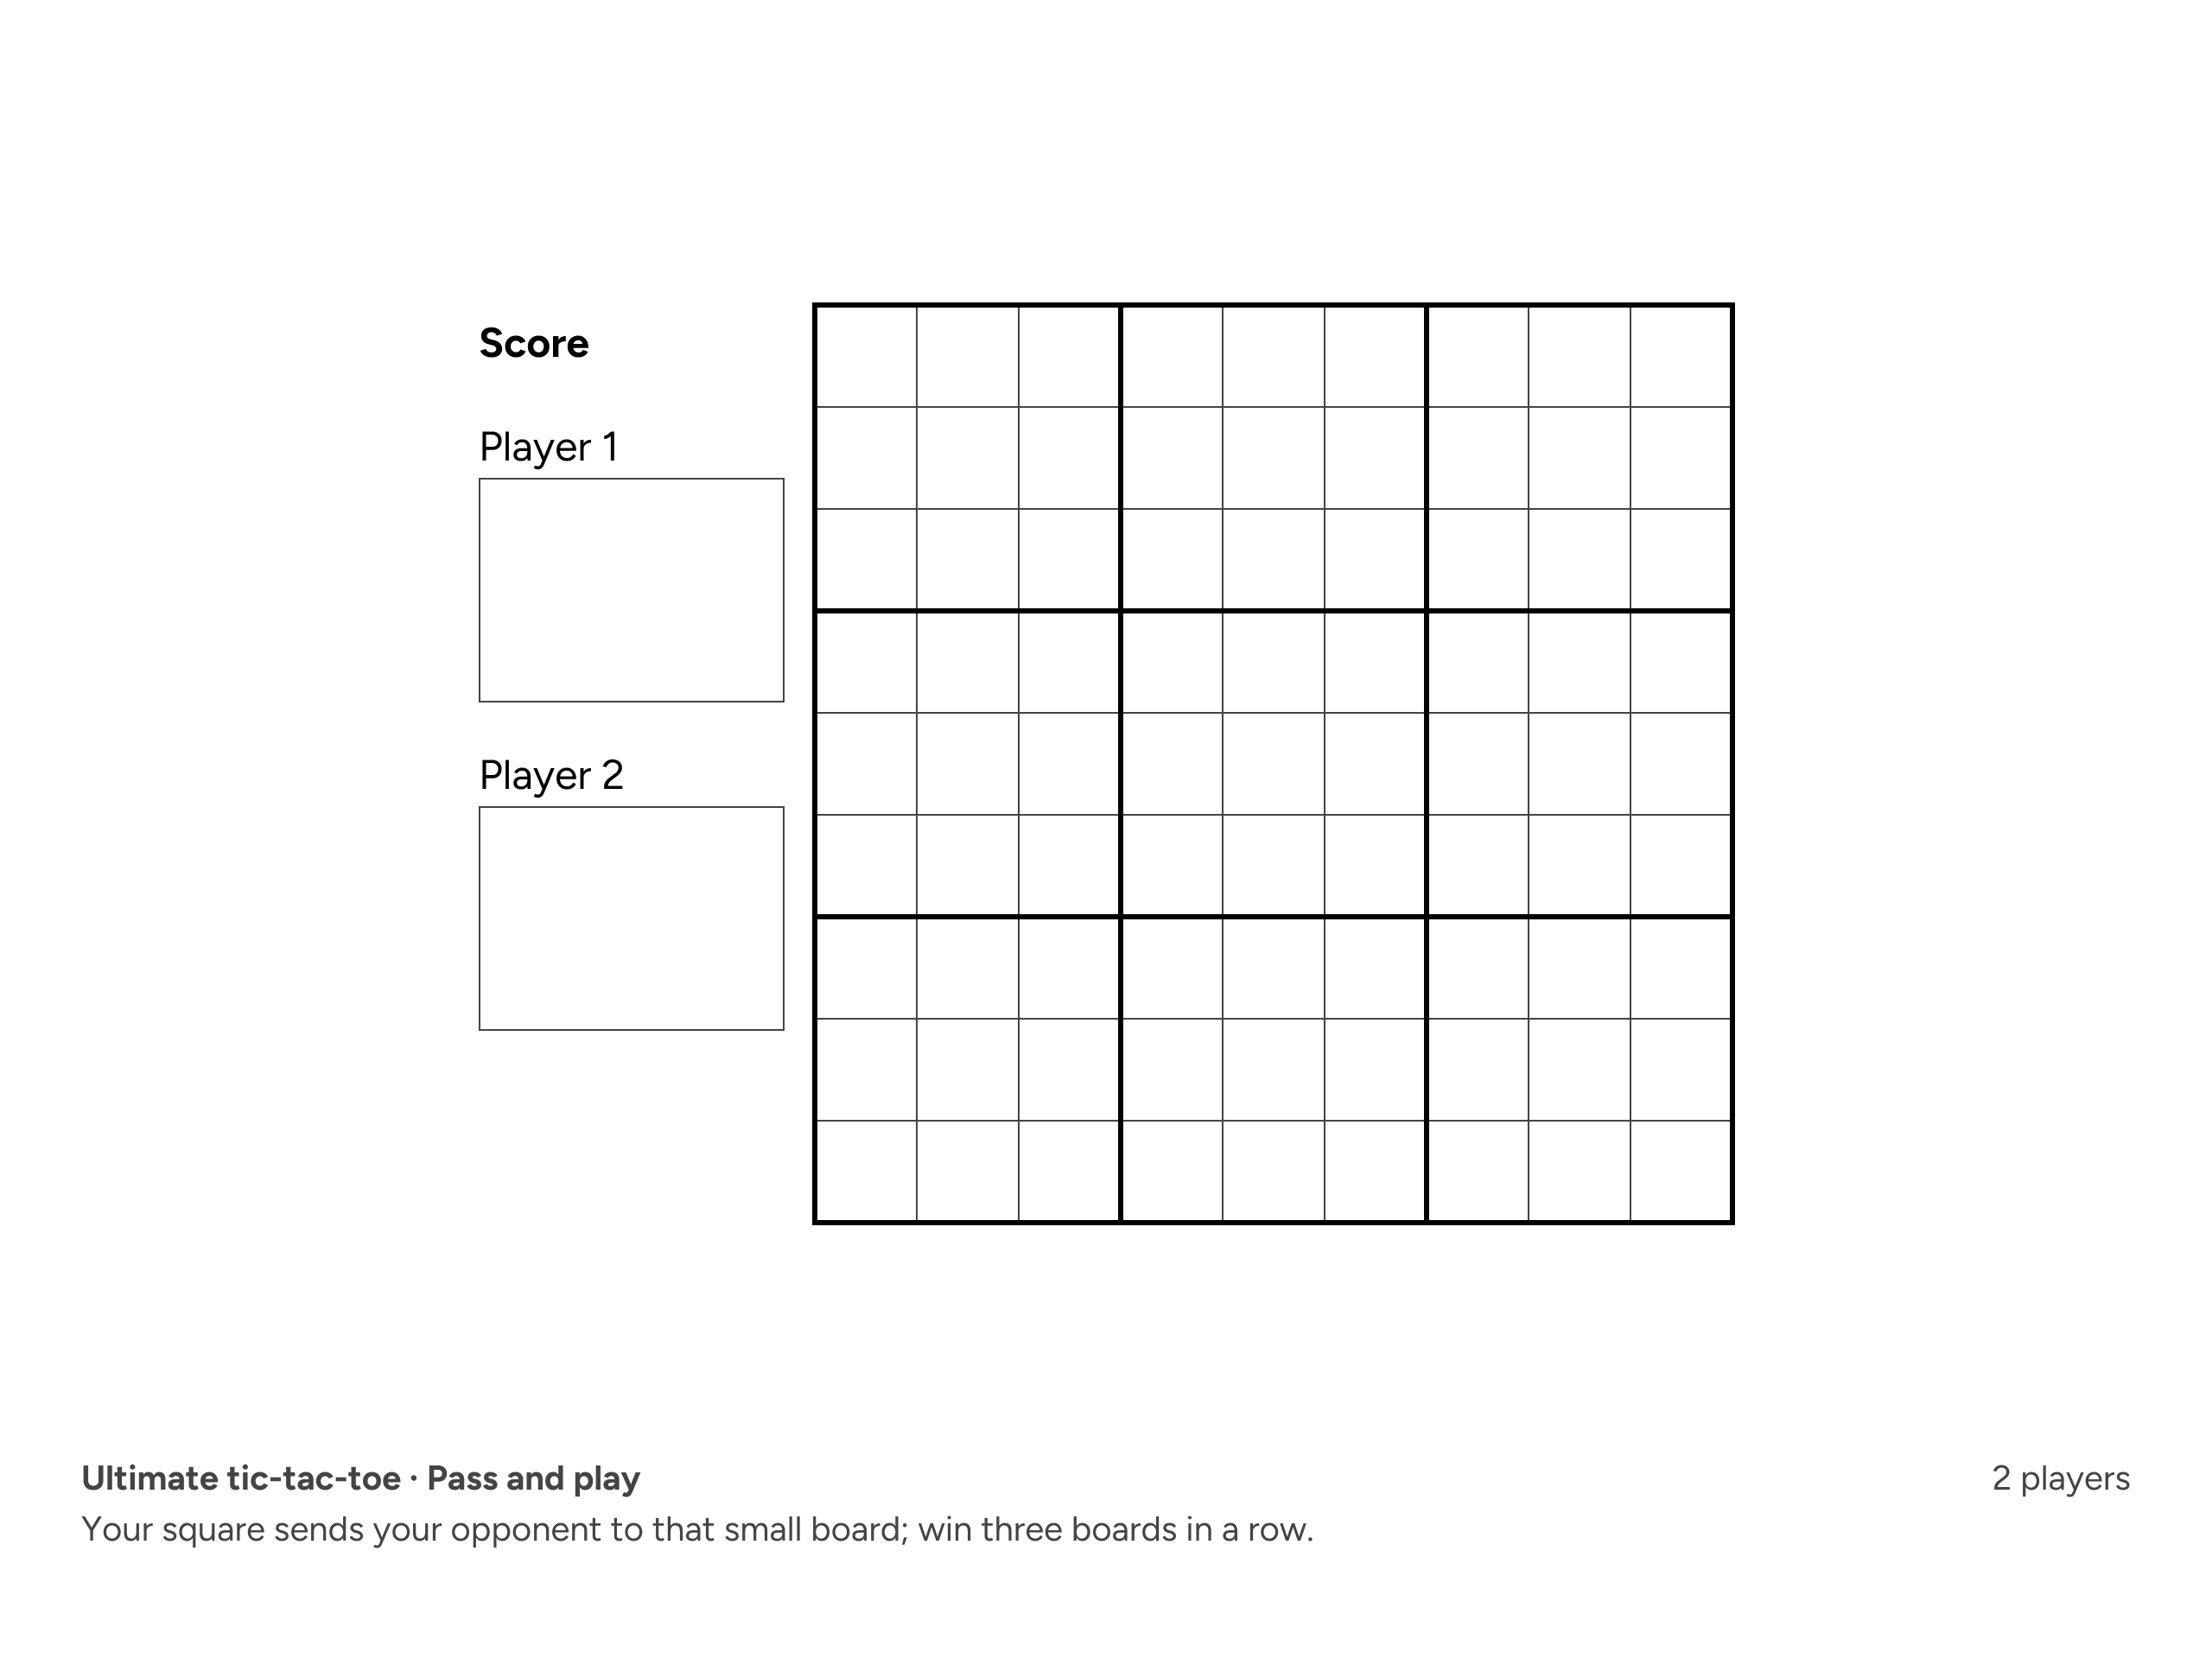 Score
Player 1
Player 2
Ultimate tic-tac-toe · Pass and play
2 players
Your square sends your opponent to that small board; win three boards in a row.